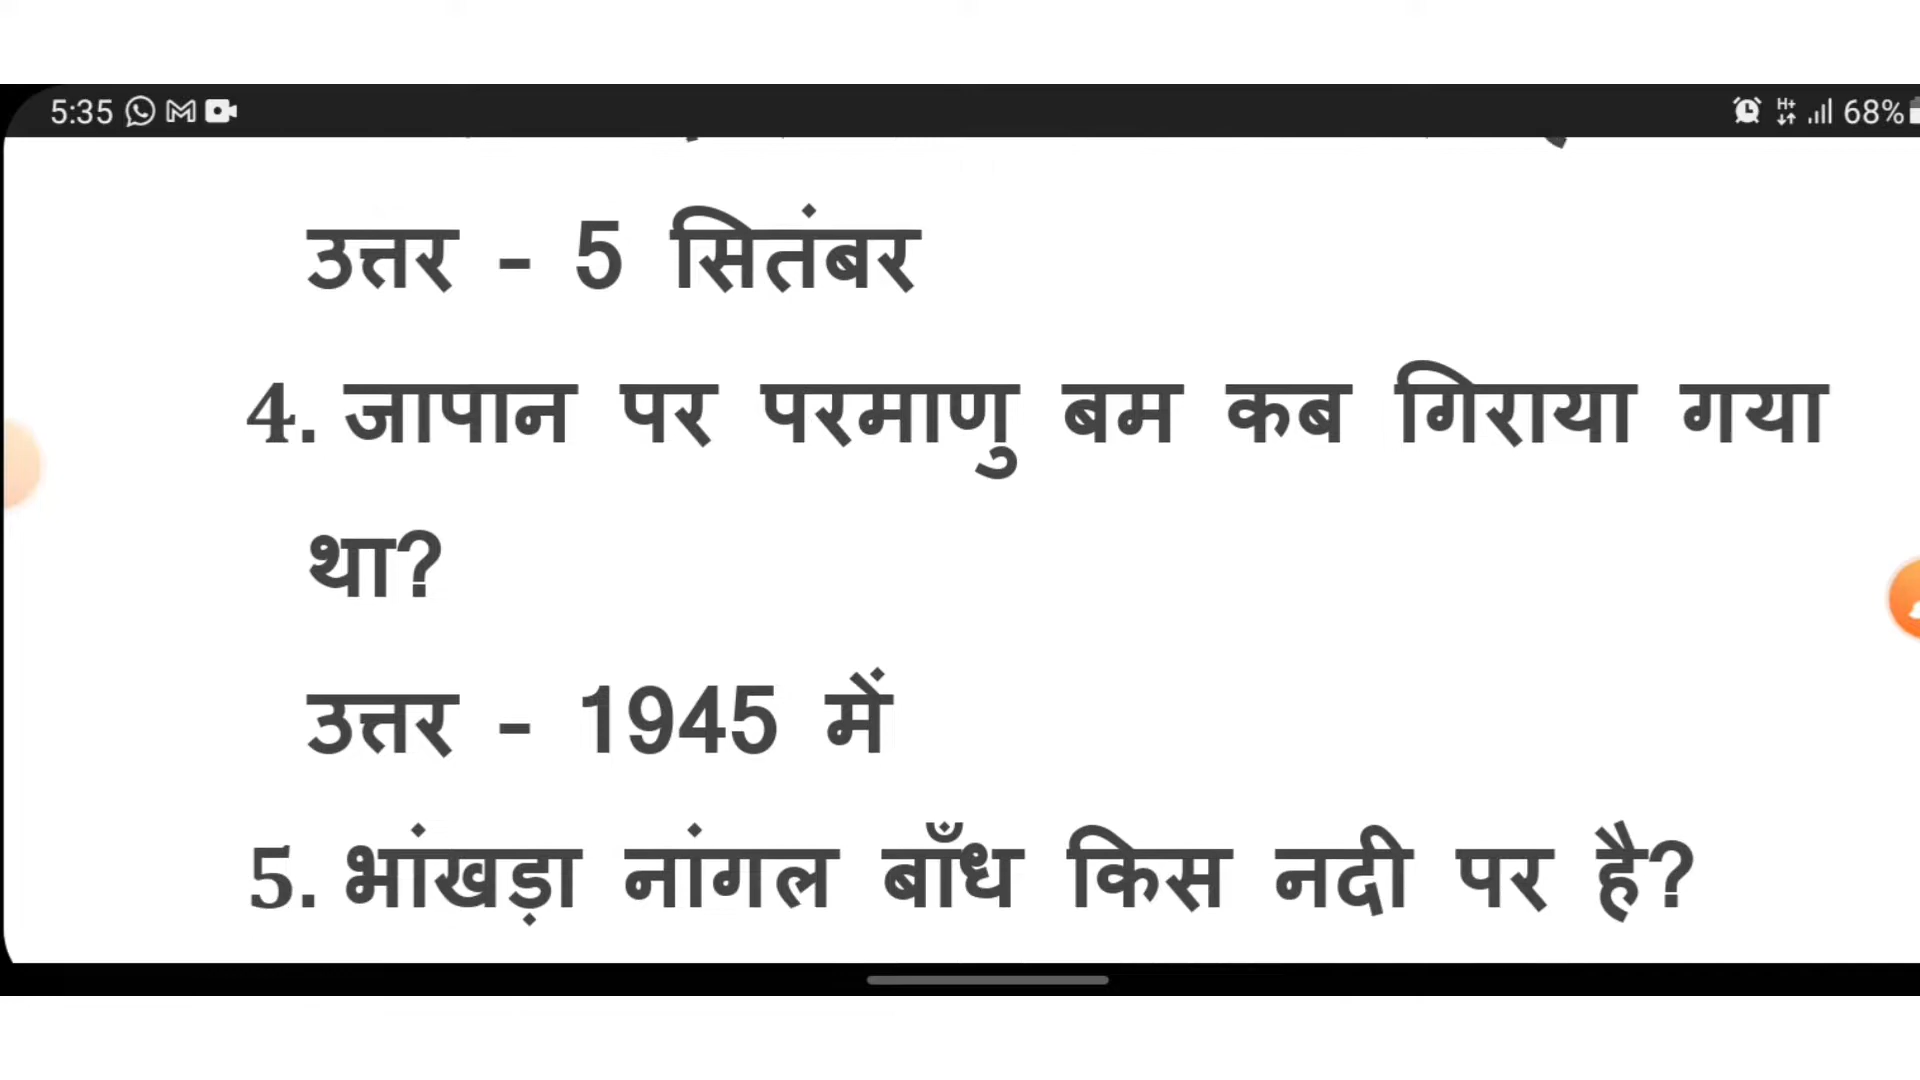 5:35 68%
उत्तर - 5 सितंबर
4. जापान पर परमाणु बम कब गिराया गया
था?
उत्तर - 1945 में
5. भांखड़ा नांगल बाँध किस नदी पर है?